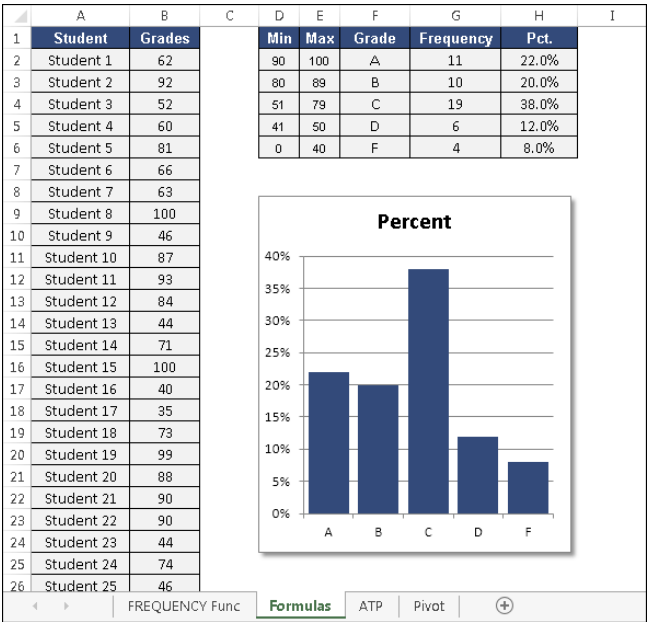 A B C D E F G H I
1 Student Grades Min Max Grade Frequency Pct.
2 Student 1 62 90 100 A 11 22.0%
3 Student 2 92 80 89 B 10 20.0%
4 Student 3 52 51 79 C 19 38.0%
5 Student 4 60 41 50 D 6 12.0%
6 Student 5 81 0 40 F 4 8.0%
7 Student 6 66
8 Student 7 63
9 Student 8 100
10 Student 9 46
11 Student 10 87
12 Student 11 93
13 Student 12 84
14 Student 13 44
15 Student 14 71
16 Student 15 100
17 Student 16 40
18 Student 17 35
19 Student 18 73
20 Student 19 99
21 Student 20 88
22 Student 21 90
23 Student 22 90
24 Student 23 44
25 Student 24 74
26 Student 25 46
Percent
40%
35%
30%
25%
20%
15%
10%
5%
0%
A B C D F
FREQUENCY Func Formulas ATP Pivot